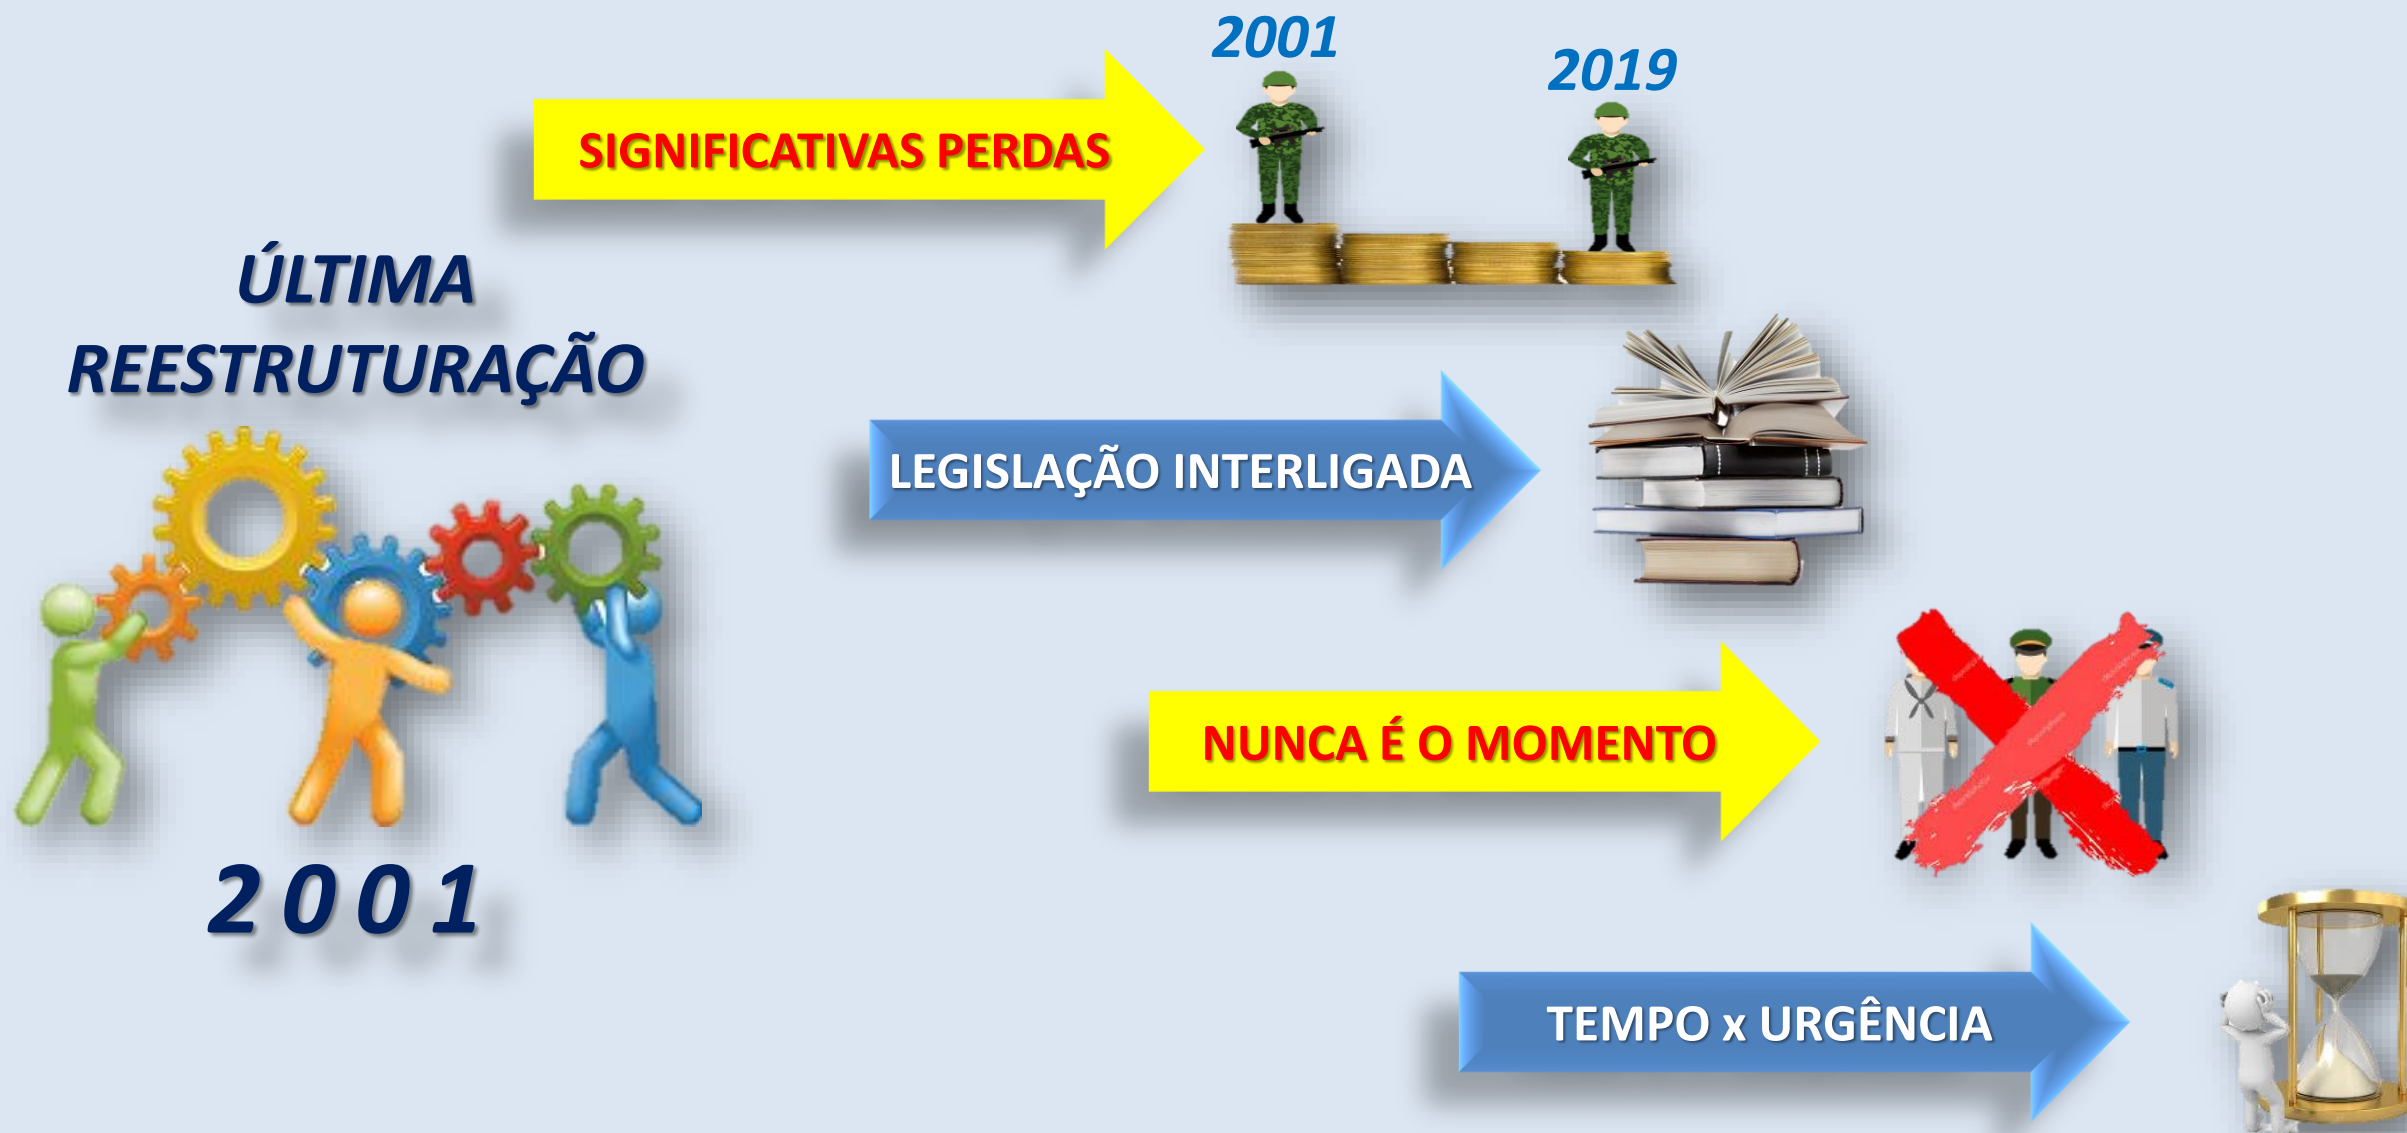 2001
2019
SIGNIFICATIVAS PERDAS
ÚLTIMA
REESTRUTURAÇÃO
LEGISLAÇÃO INTERLIGADA
NUNCA É O MOMENTO
2001
TEMPO x URGÊNCIA